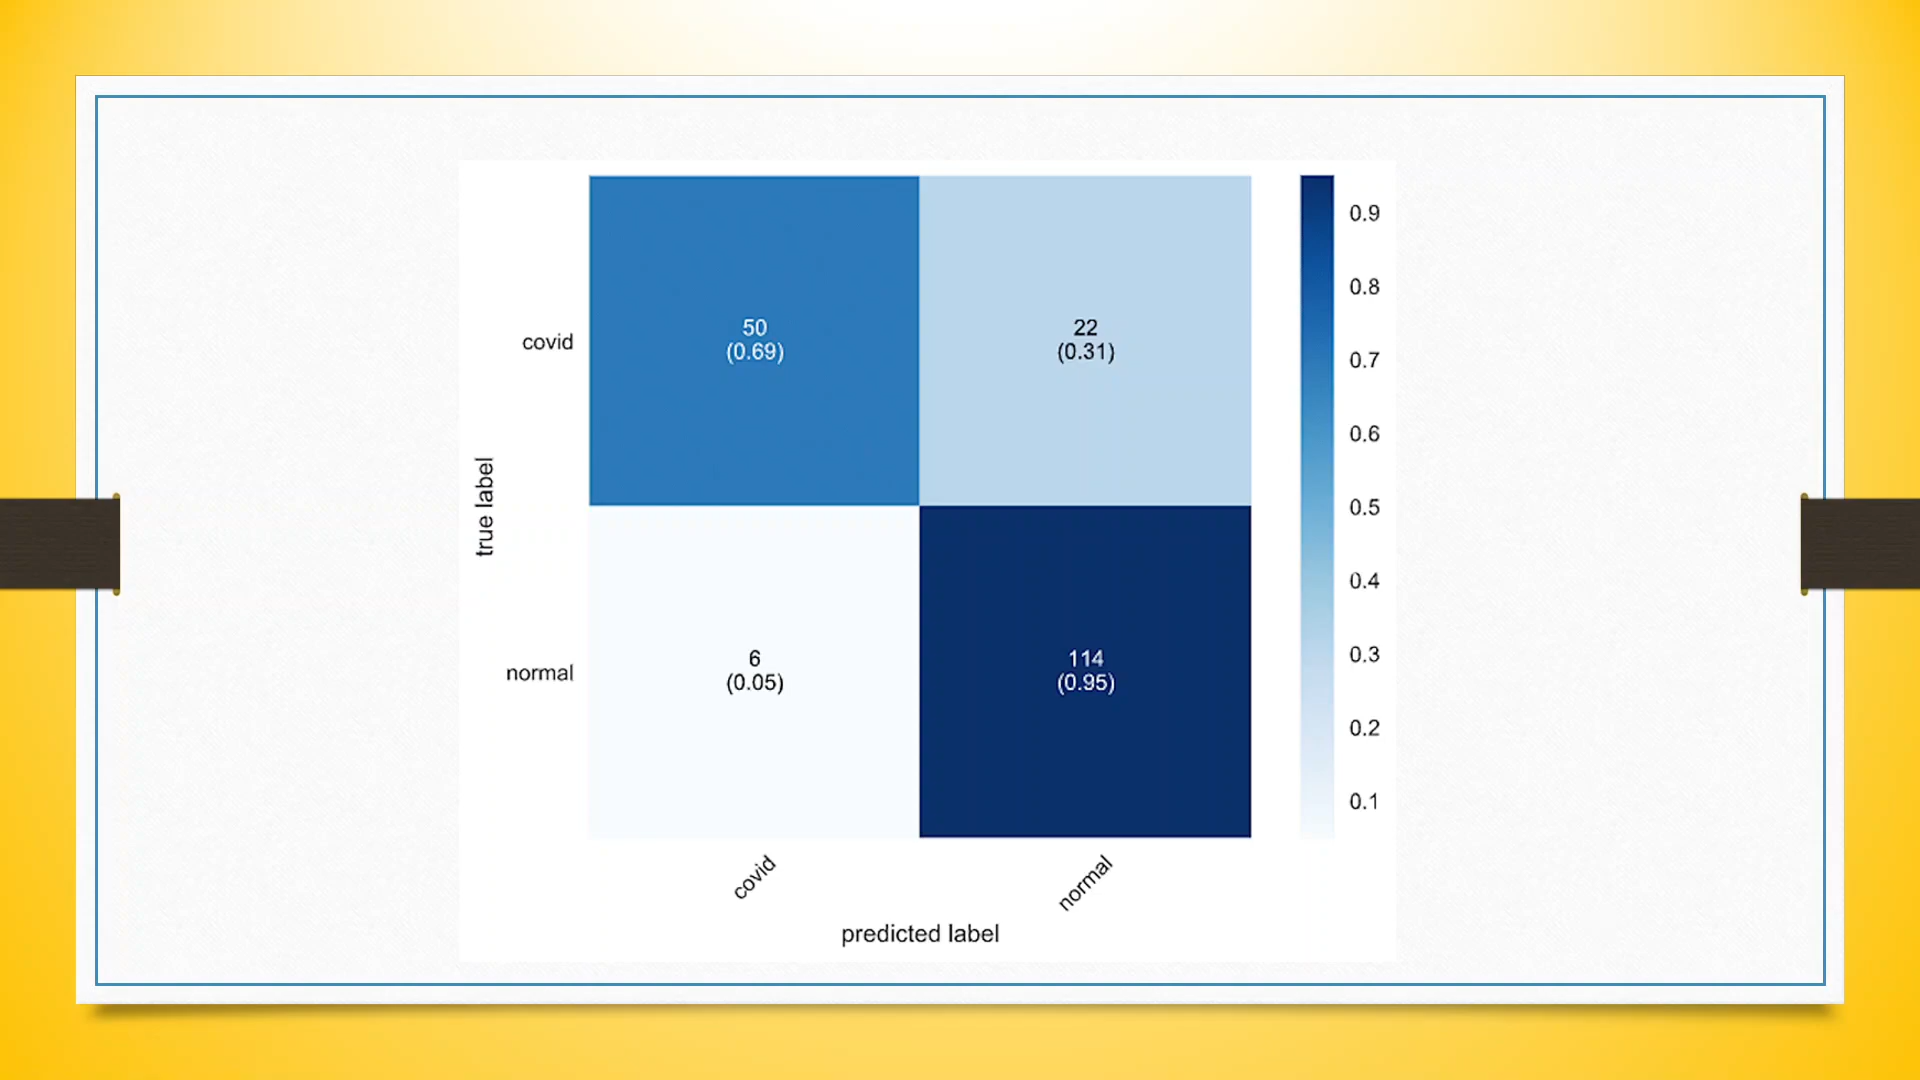 50
(0.69)
22
(0.31)
covid
6
(0.05)
114
(0.95)
normal
true label
covid
normal
predicted label
0.9
0.8
0.7
0.6
0.5
0.4
0.3
0.2
0.1